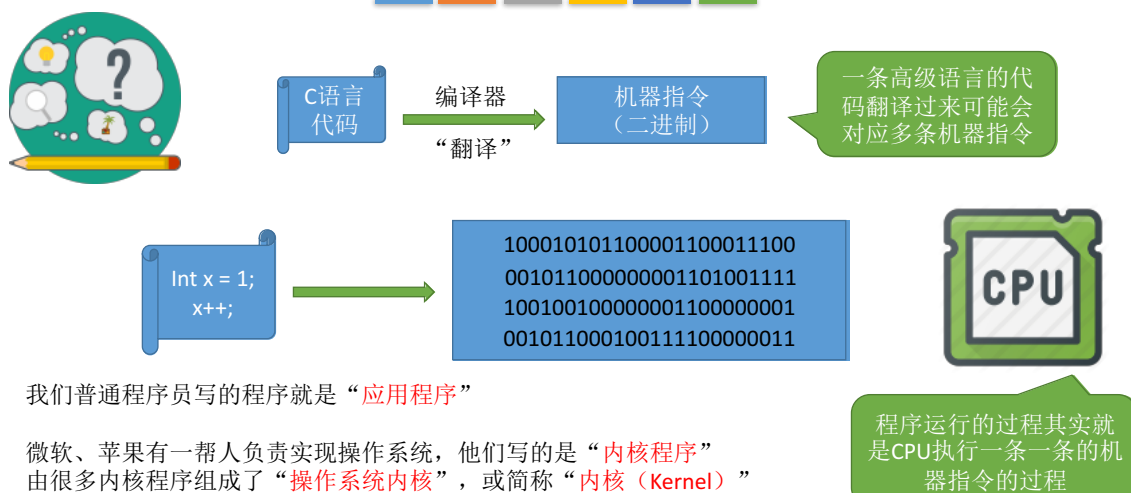 C语言
代码
编译器
“翻译”
机器指令
（二进制）
一条高级语言的代
码翻译过来可能会
对应多条机器指令
Int x = 1;
x++;
100010101100001100011100
001011000000001101001111
100100100000001100000001
001011000100111100000011
CPU
我们普通程序员写的程序就是“应用程序”
微软、苹果有一帮人负责实现操作系统，他们写的是“内核程序”
由很多内核程序组成了“操作系统内核”，或简称“内核（Kernel）”
程序运行的过程其实就
是CPU执行一条一条的机
器指令的过程